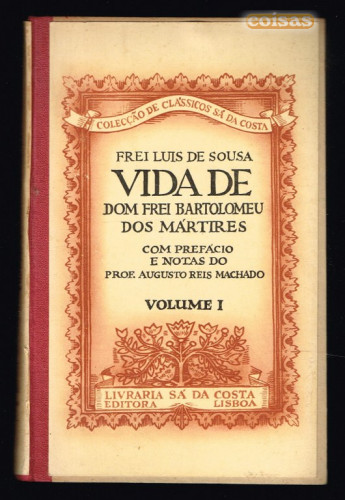 coisas
COLECÇÃO DE CLÁSSICOS SÁ DA COSTA
FREI LUIS DE SOUSA
VIDA DE
DOM FREI BARTOLOMEU
DOS MÁRTIRES
COM PREFÁCIO
E NOTAS DO
PROF. AUGUSTO REIS MACHADO
VOLUME I
LIVRARIA SÁ DA COSTA
EDITORA LISBOA